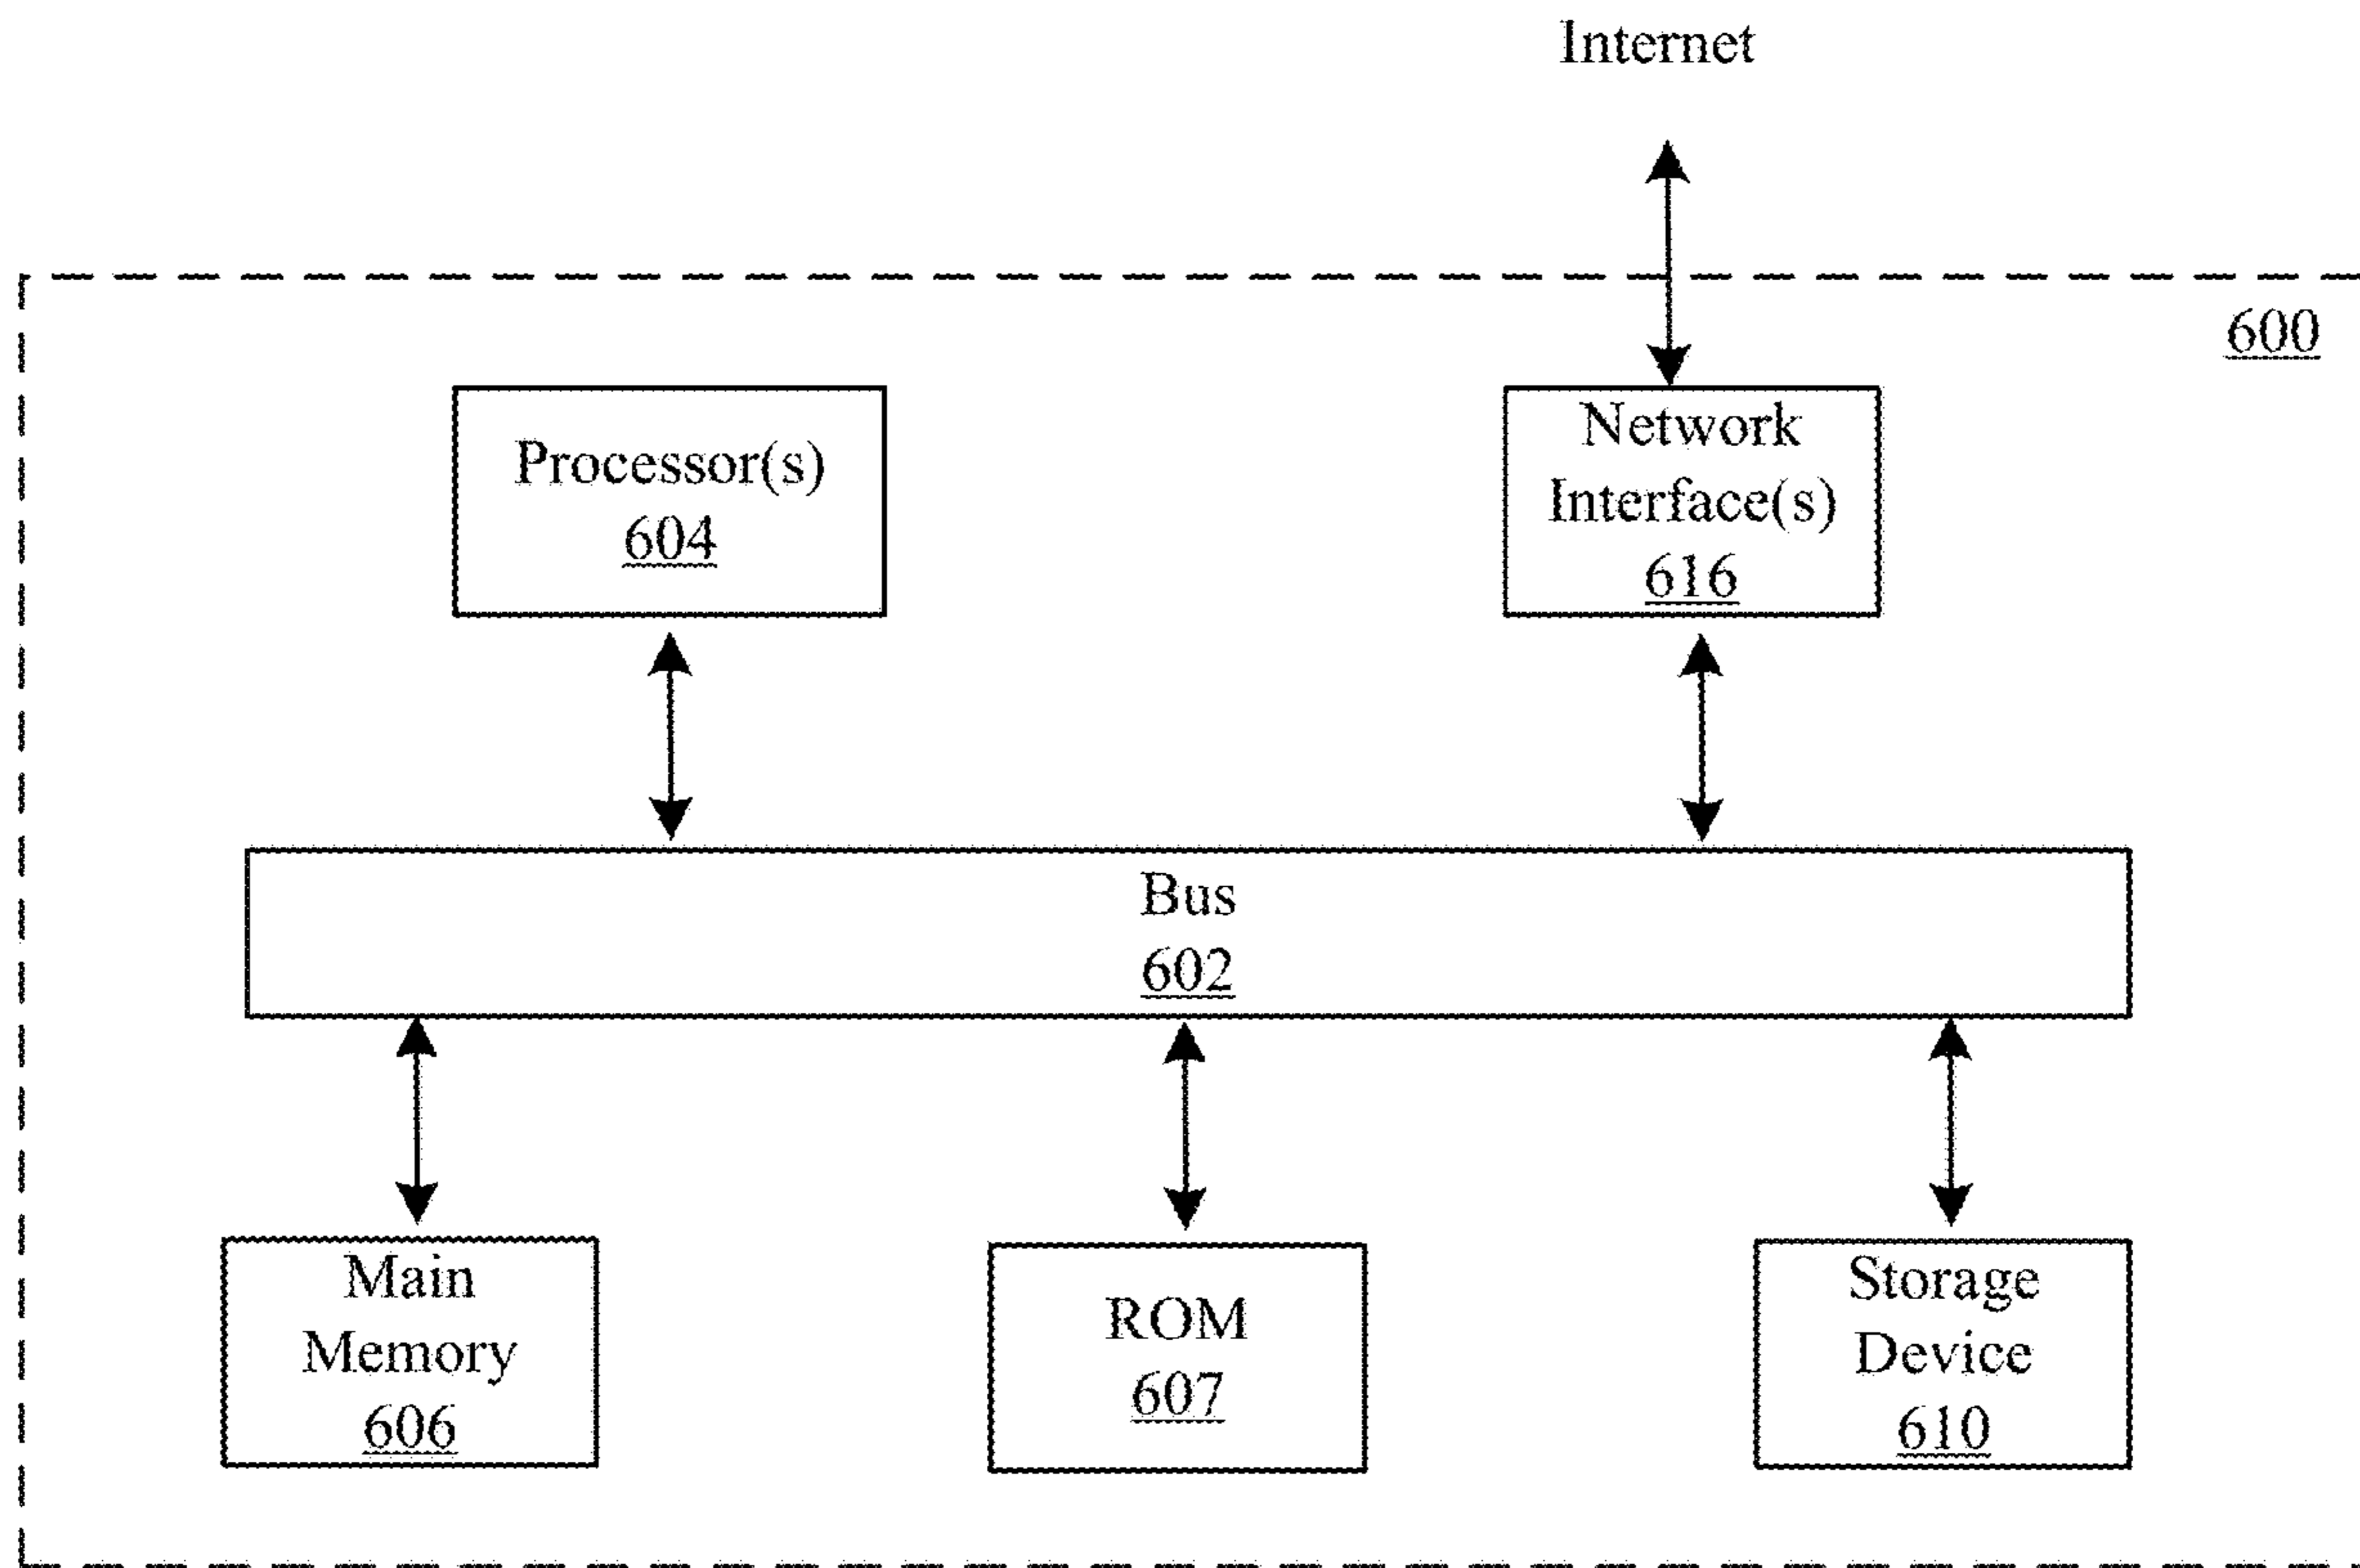 Internet
600
Processor(s)
604
Network
Interface(s)
616
Bus
602
Main
Memory
606
ROM
607
Storage
Device
610